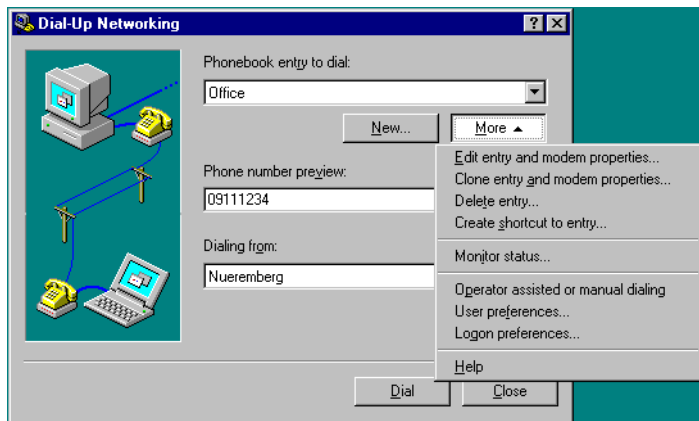 Dial-Up Networking
Phonebook entry to dial:
Office
New...
More
Phone number preview:
09111234
Dialing from:
Nueremberg
Edit entry and modem properties...
Clone entry and modem properties...
Delete entry...
Create shortcut to entry...
Monitor status...
Operator assisted or manual dialing
User preferences...
Logon preferences...
Help
Dial
Close